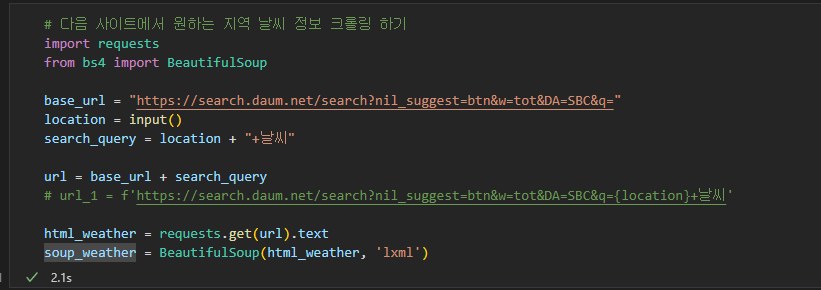 # 다음 사이트에서 원하는 지역 날씨 정보 크롤링 하기
import requests
from bs4 import BeautifulSoup
base_url = "https://search.daum.net/search?nil_suggest=btn&w=tot&DA=SBC&q="
location = input()
search_query = location + "+날씨"
url = base_url + search_query
# url_1 = f'https://search.daum.net/search?nil_suggest=btn&w=tot&DA=SBC&q={location}+날씨'
html_weather = requests.get(url).text
soup_weather = BeautifulSoup(html_weather, 'lxml')
✓ 2.1s